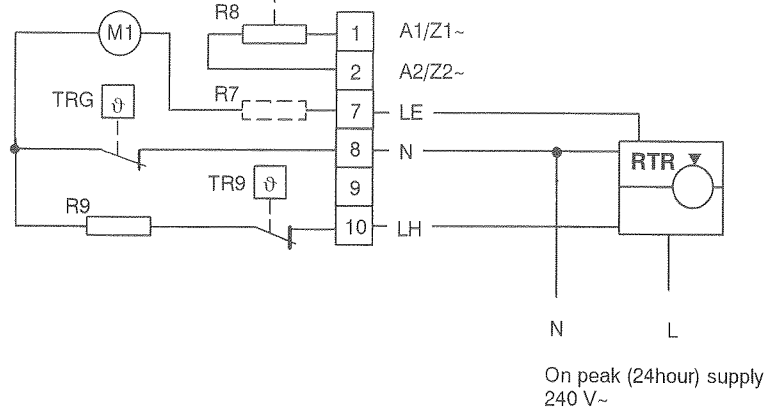 R8
M1
1 A1/Z1~
2 A2/Z2~
TRG ϑ R7 7 LE
8 N
RTR
TR9 ϑ 9
R9 10 LH
N L
On peak (24hour) supply
240 V~